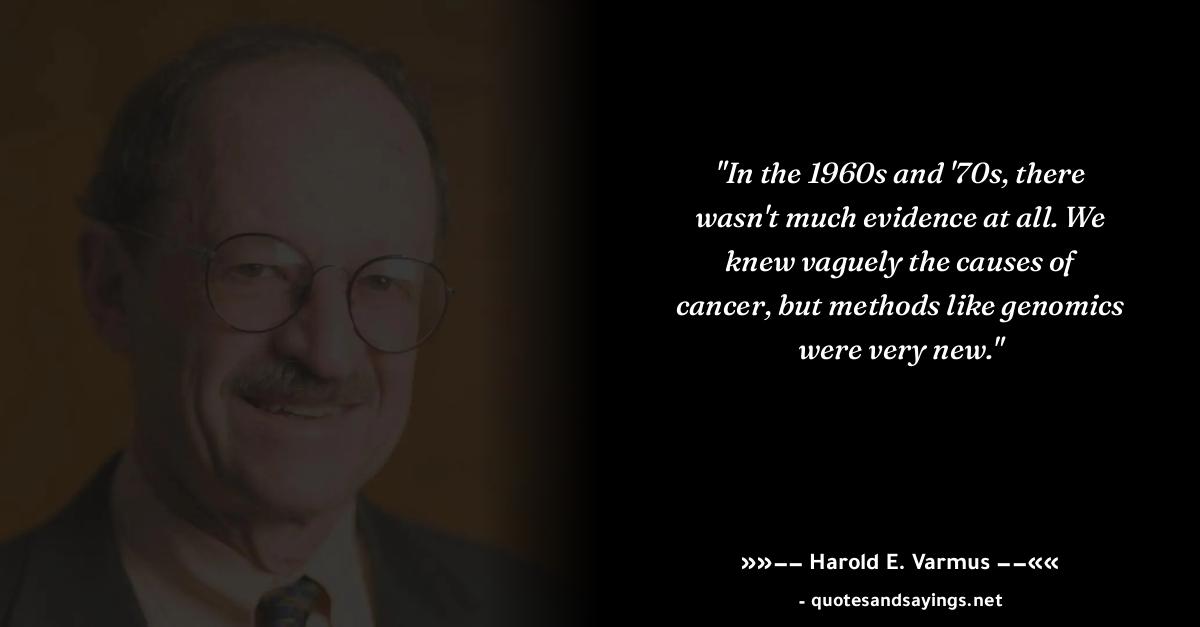 "In the 1960s and '70s, there
wasn't much evidence at all. We
knew vaguely the causes of
cancer, but methods like genomics
were very new."
»»–– Harold E. Varmus ––««
- quotesandsayings.net